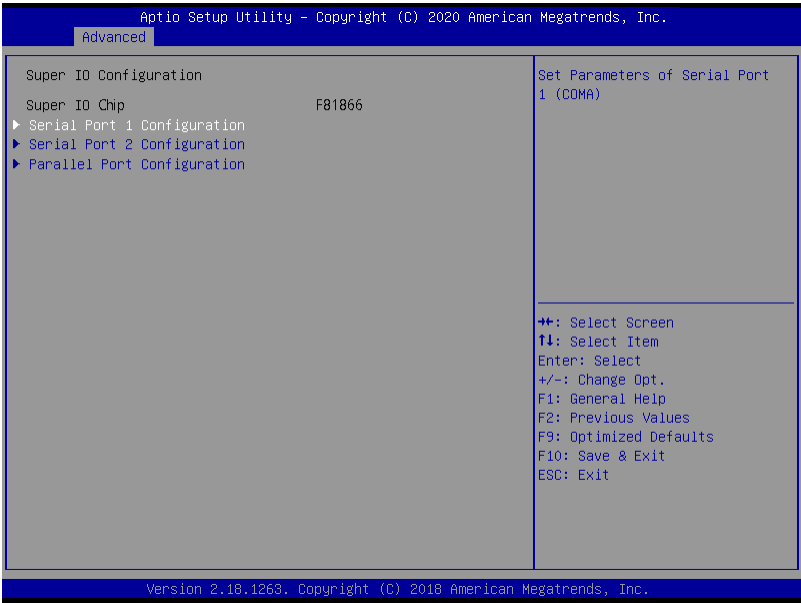 Aptio Setup Utility – Copyright (C) 2020 American Megatrends, Inc.
Advanced
Super IO Configuration
Super IO Chip F81866
Serial Port 1 Configuration
Serial Port 2 Configuration
Parallel Port Configuration
Set Parameters of Serial Port
1 (COMA)
→←: Select Screen
↑↓: Select Item
Enter: Select
+/-: Change Opt.
F1: General Help
F2: Previous Values
F9: Optimized Defaults
F10: Save & Exit
ESC: Exit
Version 2.18.1263. Copyright (C) 2018 American Megatrends, Inc.